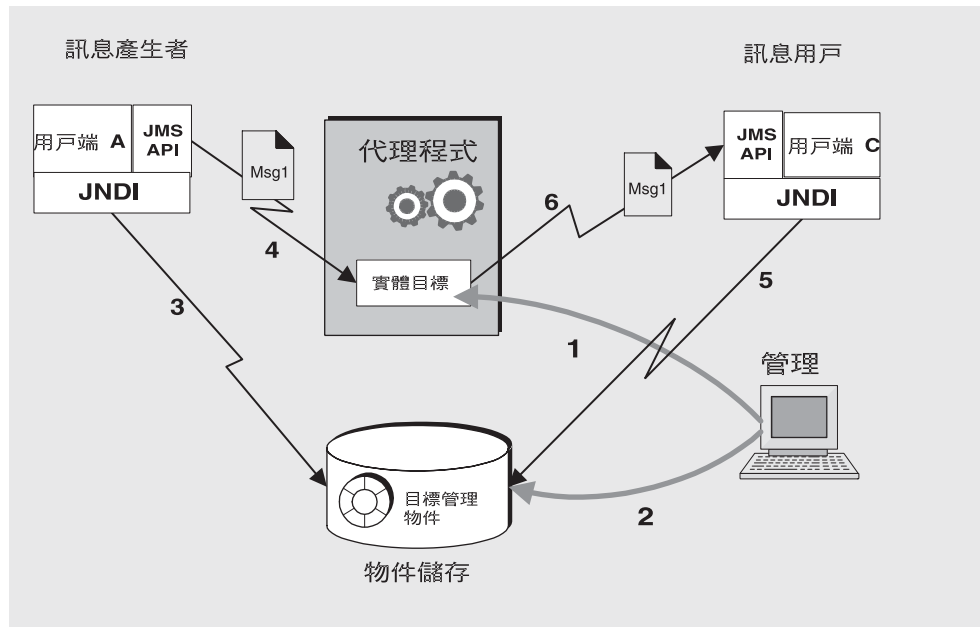 訊息產生者
訊息用戶
用戶端 A
JMS
API
JNDI
Msg1
代理程式
實體目標
Msg1
JMS
API
用戶端 C
JNDI
4
6
3
5
1
管理
2
目標管理
物件
物件儲存